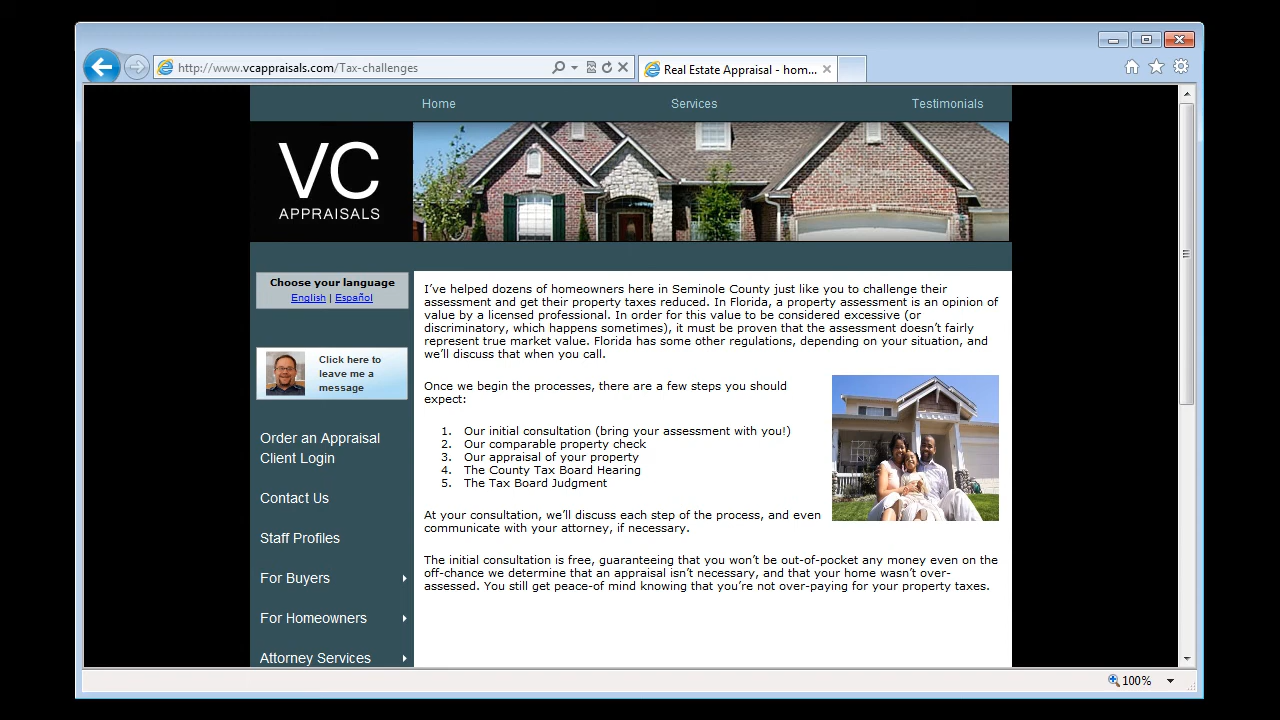 http://www.vcappraisals.com/Tax-challenges
Real Estate Appraisal - hom...
Home
Services
Testimonials
VC
APPRAISALS
Choose your language
English | Español
Click here to
leave me a
message
Order an Appraisal
Client Login
Contact Us
Staff Profiles
For Buyers
For Homeowners
Attorney Services
I've helped dozens of homeowners here in Seminole County just like you to challenge their
assessment and get their property taxes reduced. In Florida, a property assessment is an opinion of
value by a licensed professional. In order for this value to be considered excessive (or
discriminatory, which happens sometimes), it must be proven that the assessment doesn't fairly
represent true market value. Florida has some other regulations, depending on your situation, and
we'll discuss that when you call.
Once we begin the processes, there are a few steps you should
expect:
1. Our initial consultation (bring your assessment with you!)
2. Our comparable property check
3. Our appraisal of your property
4. The County Tax Board Hearing
5. The Tax Board Judgment
At your consultation, we'll discuss each step of the process, and even
communicate with your attorney, if necessary.
The initial consultation is free, guaranteeing that you won't be out-of-pocket any money even on the
off-chance we determine that an appraisal isn't necessary, and that your home wasn't over-
assessed. You still get peace-of mind knowing that you're not over-paying for your property taxes.
100%